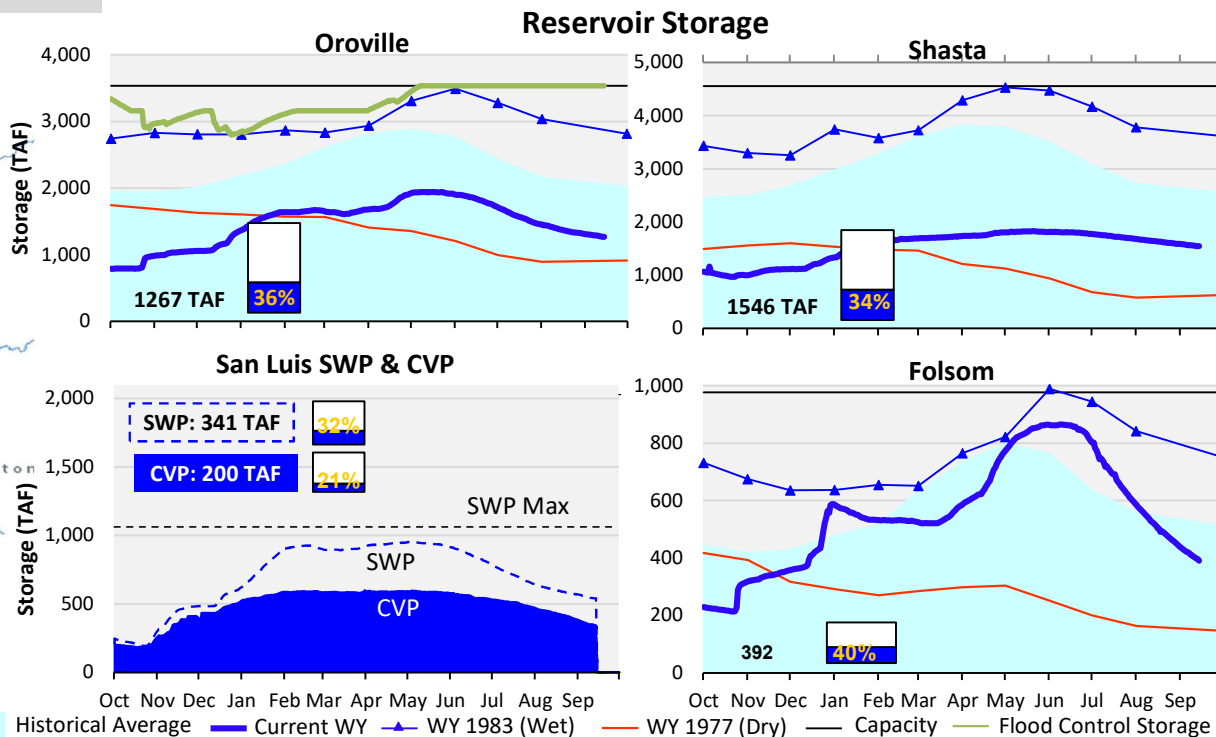 Reservoir Storage
Oroville
4,000
3,000
2,000
1,000
0
Storage (TAF)
1267 TAF
36%
Shasta
5,000
4,000
3,000
2,000
1,000
0
1546 TAF
34%
San Luis SWP & CVP
2,000
1,500
1,000
500
0
Storage (TAF)
SWP: 341 TAF
32%
CVP: 200 TAF
21%
SWP Max
SWP
CVP
Oct Nov Dec Jan Feb Mar Apr May Jun Jul Aug Sep
Folsom
1,000
800
600
400
200
0
392
40%
Oct Nov Dec Jan Feb Mar Apr May Jun Jul Aug Sep
ton
Historical Average Current WY WY 1983 (Wet) WY 1977 (Dry) Capacity Flood Control Storage